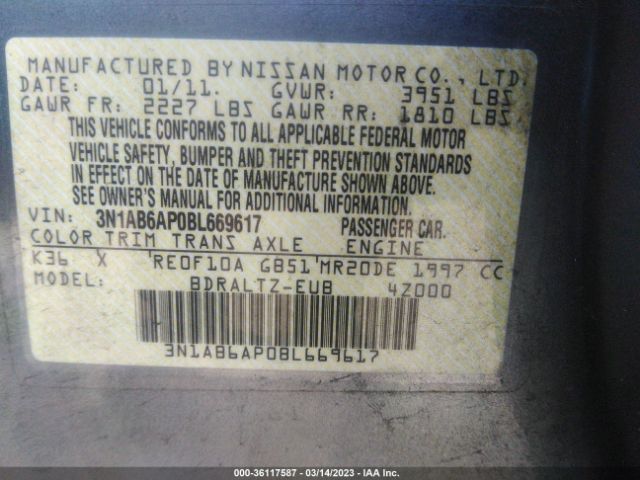 MANUFACTURED BY NISSAN MOTOR CO., LTD.
DATE: 01/11. GVWR: 3951 LBS
GAWR FR: 2227 LBS GAWR RR: 1810 LBS
THIS VEHICLE CONFORMS TO ALL APPLICABLE FEDERAL MOTOR
VEHICLE SAFETY, BUMPER AND THEFT PREVENTION STANDARDS
IN EFFECT ON THE DATE OF MANUFACTURE SHOWN ABOVE.
SEE OWNER'S MANUAL FOR ADDITIONAL INFORMATION.
VIN: 3N1AB6AP0BL669617 PASSENGER CAR.
COLOR TRIM TRANS AXLE ENGINE
K36 X RE0F10A GB51 MR20DE 1997 CC
MODEL: BDRALTZ-EUB 4Z000
3N1AB6AP0BL669617
000-36117587 - 03/14/2023 - IAA Inc.